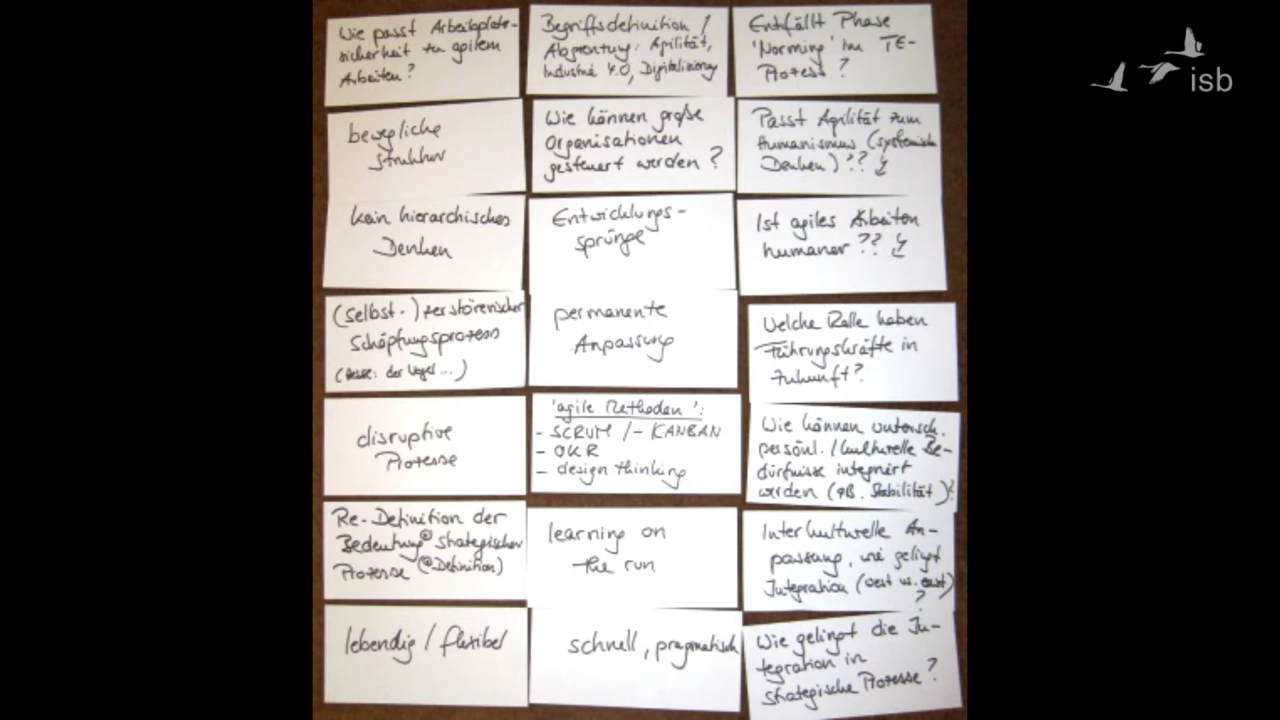 Wie passt Arbeitsplatz-
sicherheit zu agilem
Arbeiten?
bewegliche
Struktur
kein hierarchisches
Denken
(Selbst-) zerstörerischer
Schöpfungsprozess
(Hesse: der Vogel...)
disruptive
Prozesse
Re-Definition der
Bedeutung strategischer
Prozesse (Definition)
lebendig / flexibel
Begriffsdefinition /
Abgrenzung: Agilität,
Industrie 4.0, Digitalisierung
Wie können große
Organisationen
gesteuert werden?
Entwicklungs-
sprünge
permanente
Anpassung
'agile Methoden':
- SCRUM /- KANBAN
- OKR
- design thinking
learning on
the run
schnell, pragmatisch
Entfällt Phase
'Norming' im TE-
Prozess?
Passt Agilität zum
Humanismus (systemisch
Denken)??
Ist agiles Arbeiten
humaner??
Welche Rolle haben
Führungskräfte in
Zukunft?
Wie können untersch.
persönl./kulturelle Be-
dürfnisse integriert
werden (zB. Stabilität)?
Interkulturelle An-
passung, wie gelingt
Integration (west vs. east)
?
Wie gelingt die In-
tegration in
strategische Prozesse?
isb